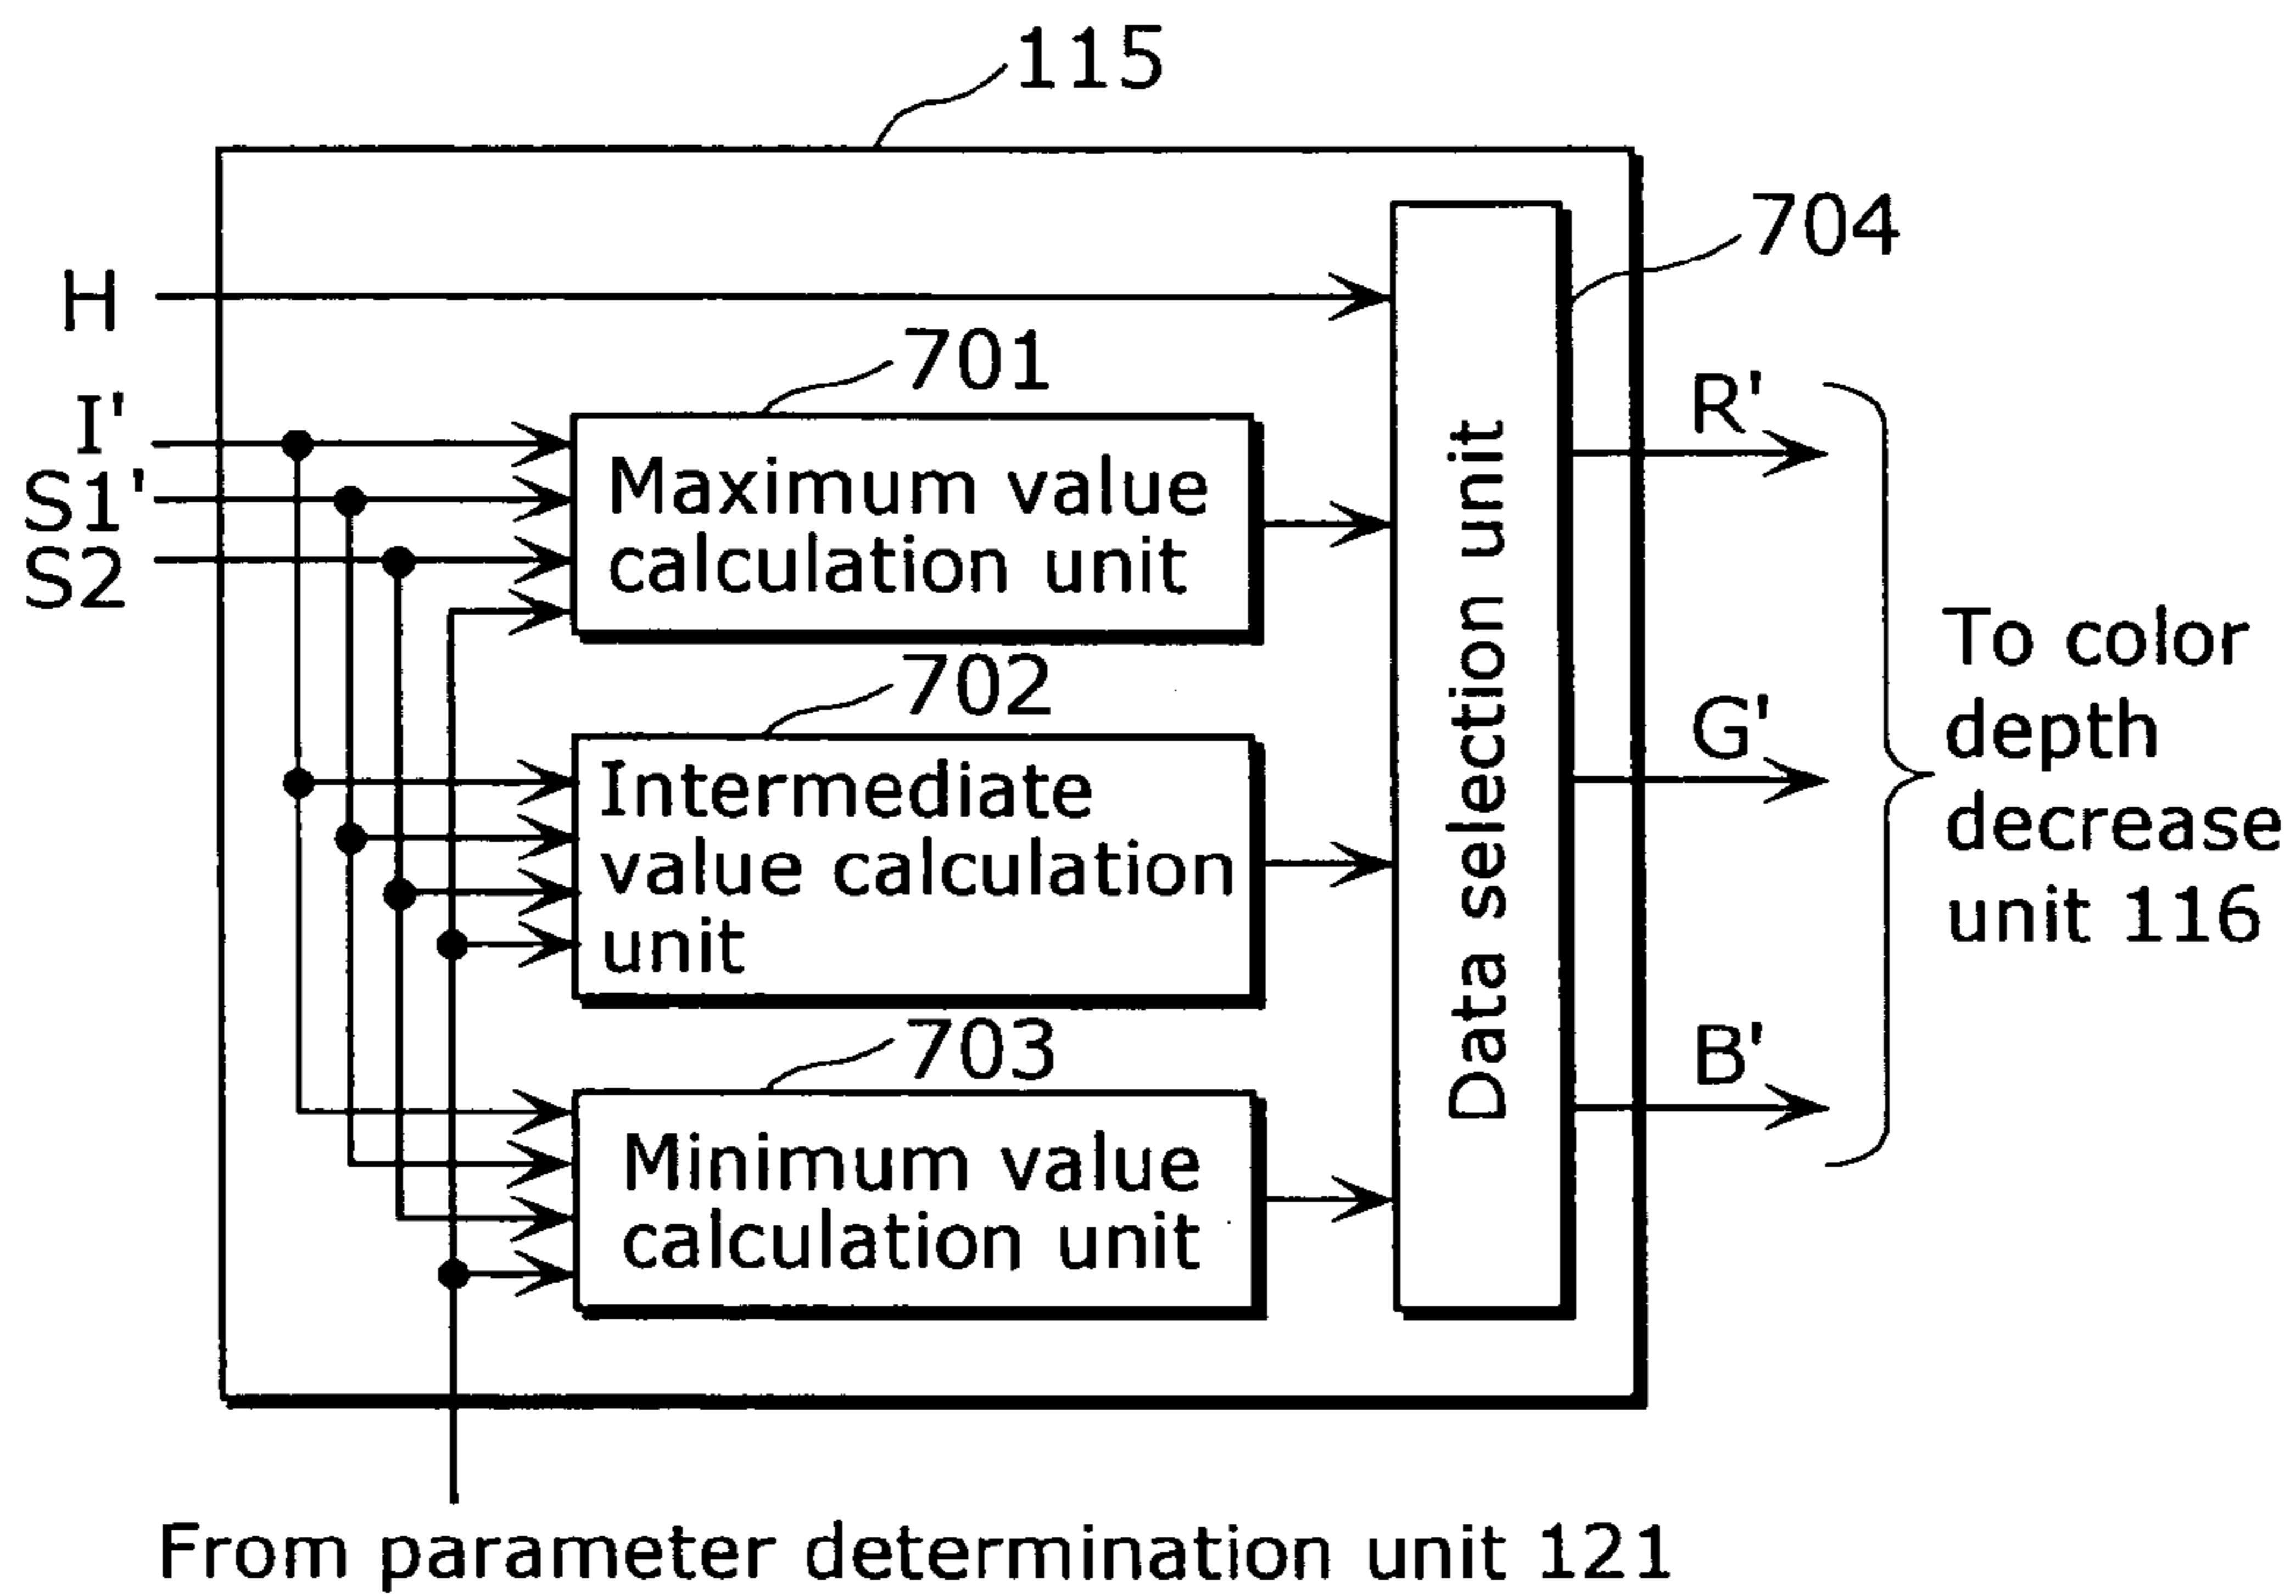 115
704
H
701
I'
S1'
S2
Maximum value
calculation unit
R'
702
Intermediate
value calculation
unit
G'
703
Minimum value
calculation unit
B'
Data selection unit
To color
depth
decrease
unit 116
From parameter determination unit 121